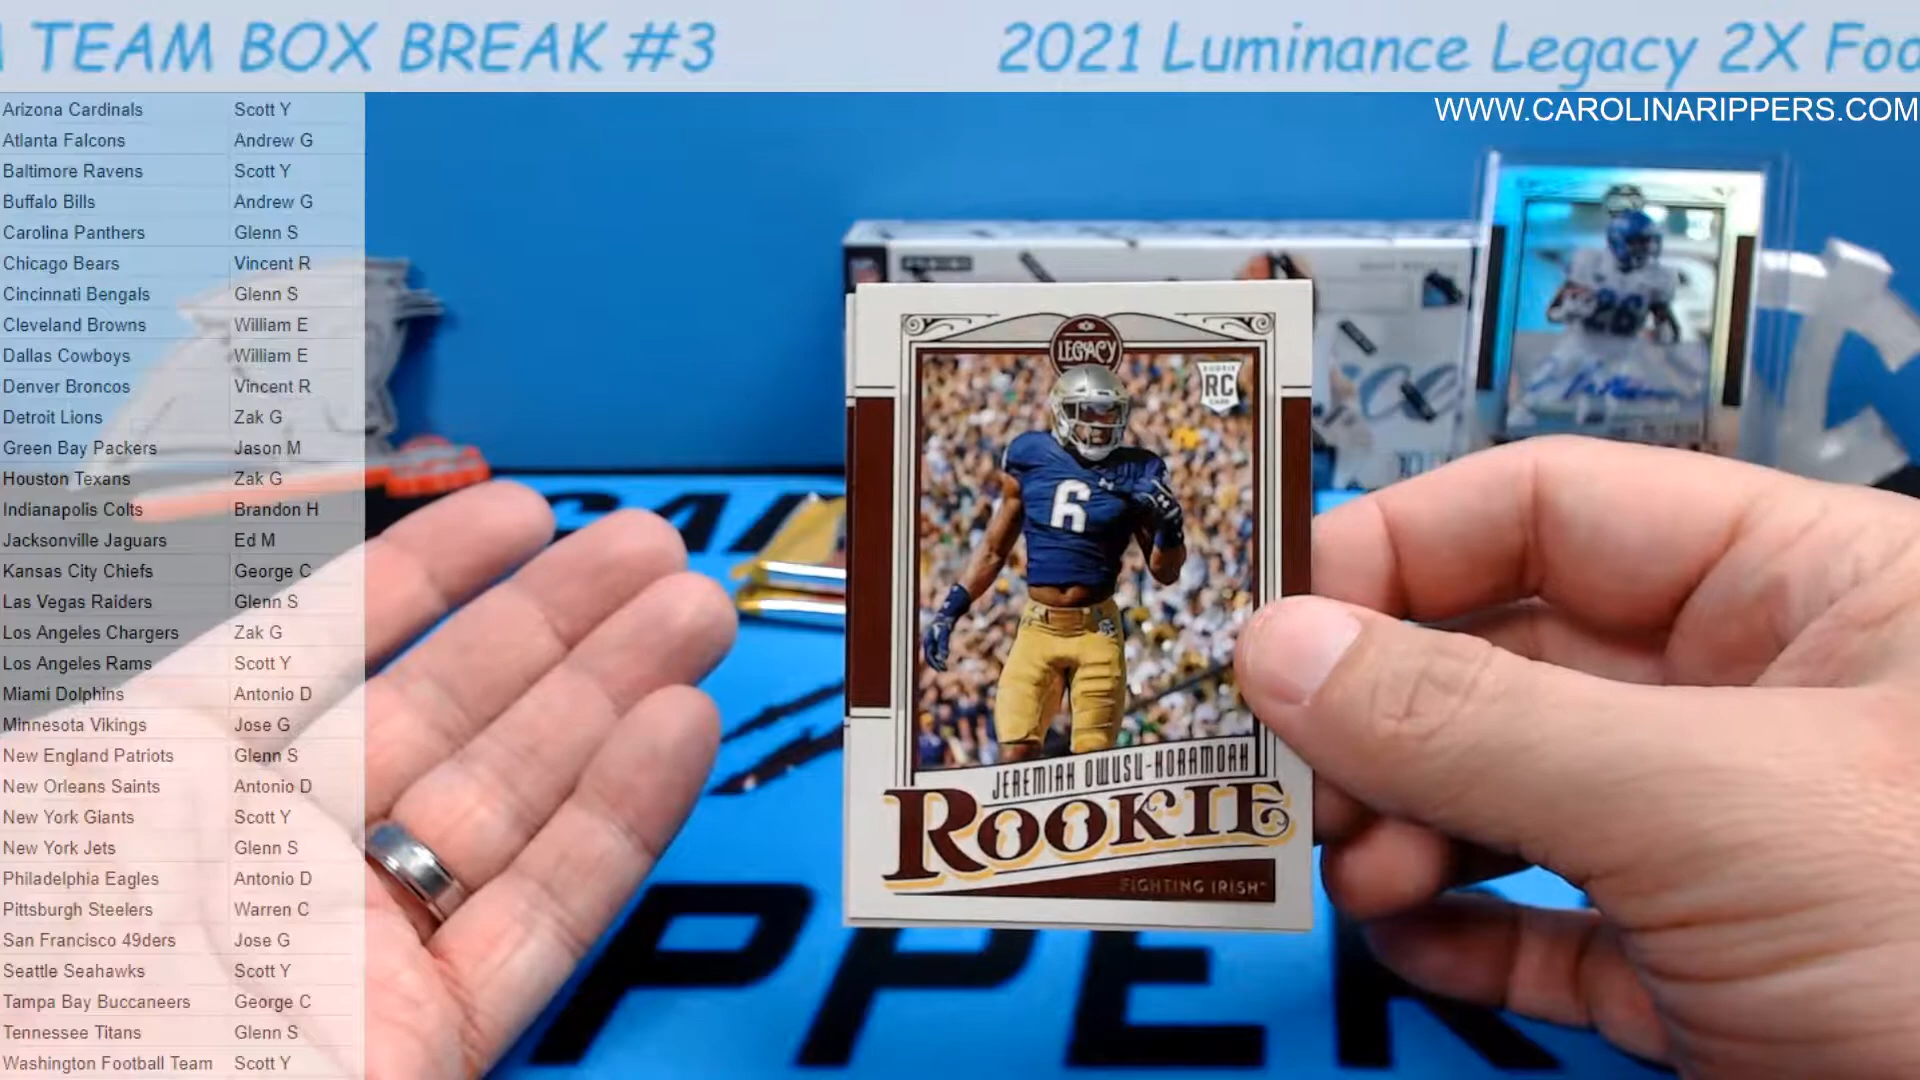 TEAM BOX BREAK #3
2021 Luminance Legacy 2X Foo
WWW.CAROLINARIPPERS.COM
Arizona Cardinals Scott Y
Atlanta Falcons Andrew G
Baltimore Ravens Scott Y
Buffalo Bills Andrew G
Carolina Panthers Glenn S
Chicago Bears Vincent R
Cincinnati Bengals Glenn S
Cleveland Browns William E
Dallas Cowboys William E
Denver Broncos Vincent R
Detroit Lions Zak G
Green Bay Packers Jason M
Houston Texans Zak G
Indianapolis Colts Brandon H
Jacksonville Jaguars Ed M
Kansas City Chiefs George C
Las Vegas Raiders Glenn S
Los Angeles Chargers Zak G
Los Angeles Rams Scott Y
Miami Dolphins Antonio D
Minnesota Vikings Jose G
New England Patriots Glenn S
New Orleans Saints Antonio D
New York Giants Scott Y
New York Jets Glenn S
Philadelphia Eagles Antonio D
Pittsburgh Steelers Warren C
San Francisco 49ders Jose G
Seattle Seahawks Scott Y
Tampa Bay Buccaneers George C
Tennessee Titans Glenn S
Washington Football Team Scott Y
LEGACY
ROOKIE
RC
CARD
6
JEREMIAH OWUSU-KORAMOAH
ROOKIE
FIGHTING IRISH
26